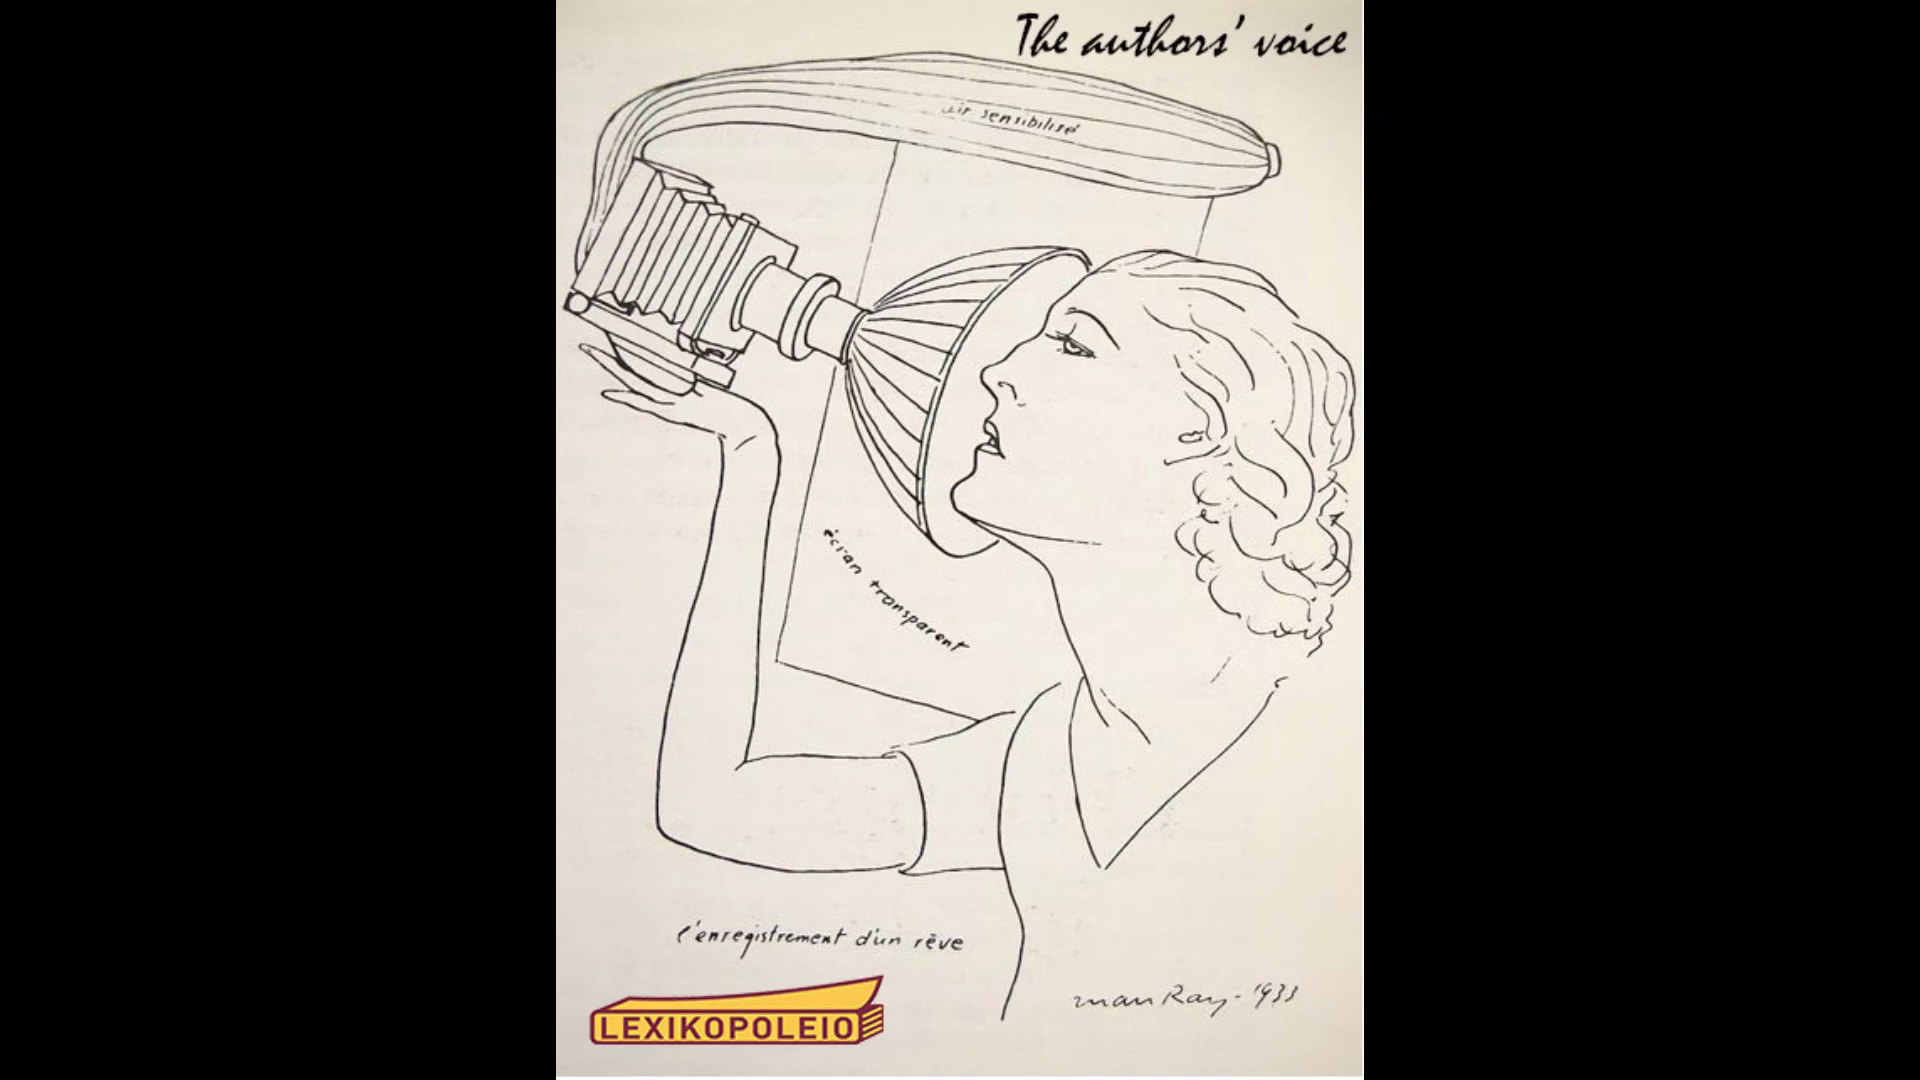 The authors' voice
air sensibilisé
écran transparent
l'enregistrement d'un rêve
man Ray - 1933
LEXIKOPOLEIO